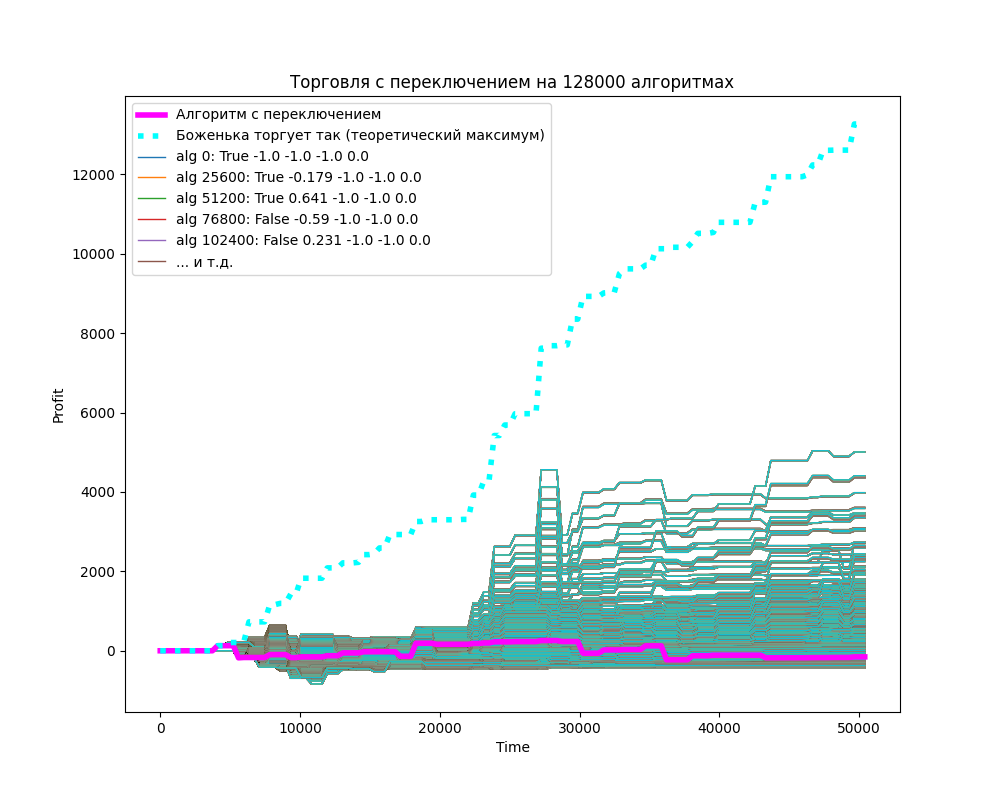 Торговля с переключением на 128000 алгоритмах
Алгоритм с переключением
Боженька торгует так (теоретический максимум)
alg 0: True -1.0 -1.0 -1.0 0.0
alg 25600: True -0.179 -1.0 -1.0 0.0
alg 51200: True 0.641 -1.0 -1.0 0.0
alg 76800: False -0.59 -1.0 -1.0 0.0
alg 102400: False 0.231 -1.0 -1.0 0.0
... и т.д.
Profit
12000
10000
8000
6000
4000
2000
0
0 10000 20000 30000 40000 50000
Time